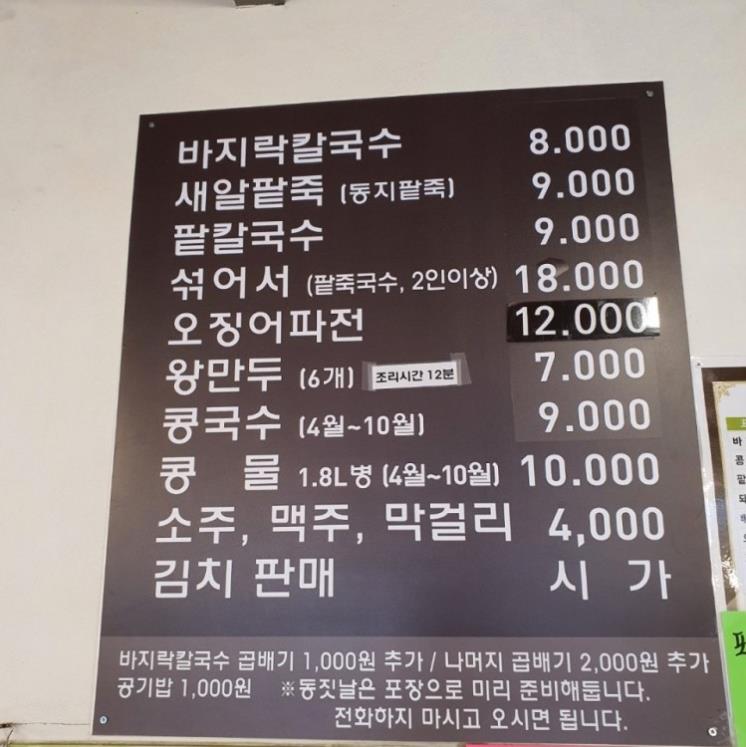 바지락칼국수 8.000
새알팥죽 (동지팥죽) 9.000
팥칼국수 9.000
섞어서 (팥죽국수, 2인이상) 18.000
오징어파전 12.000
왕만두 (6개) 조리시간 12분 7.000
콩국수 (4월~10월) 9.000
콩 물 1.8L병 (4월~10월) 10.000
소주, 맥주, 막걸리 4,000
김치 판매 시 가
바지락칼국수 곱배기 1,000원 추가 / 나머지 곱배기 2,000원 추가
공기밥 1,000원 ※동짓날은 포장으로 미리 준비해둡니다.
전화하지 마시고 오시면 됩니다.